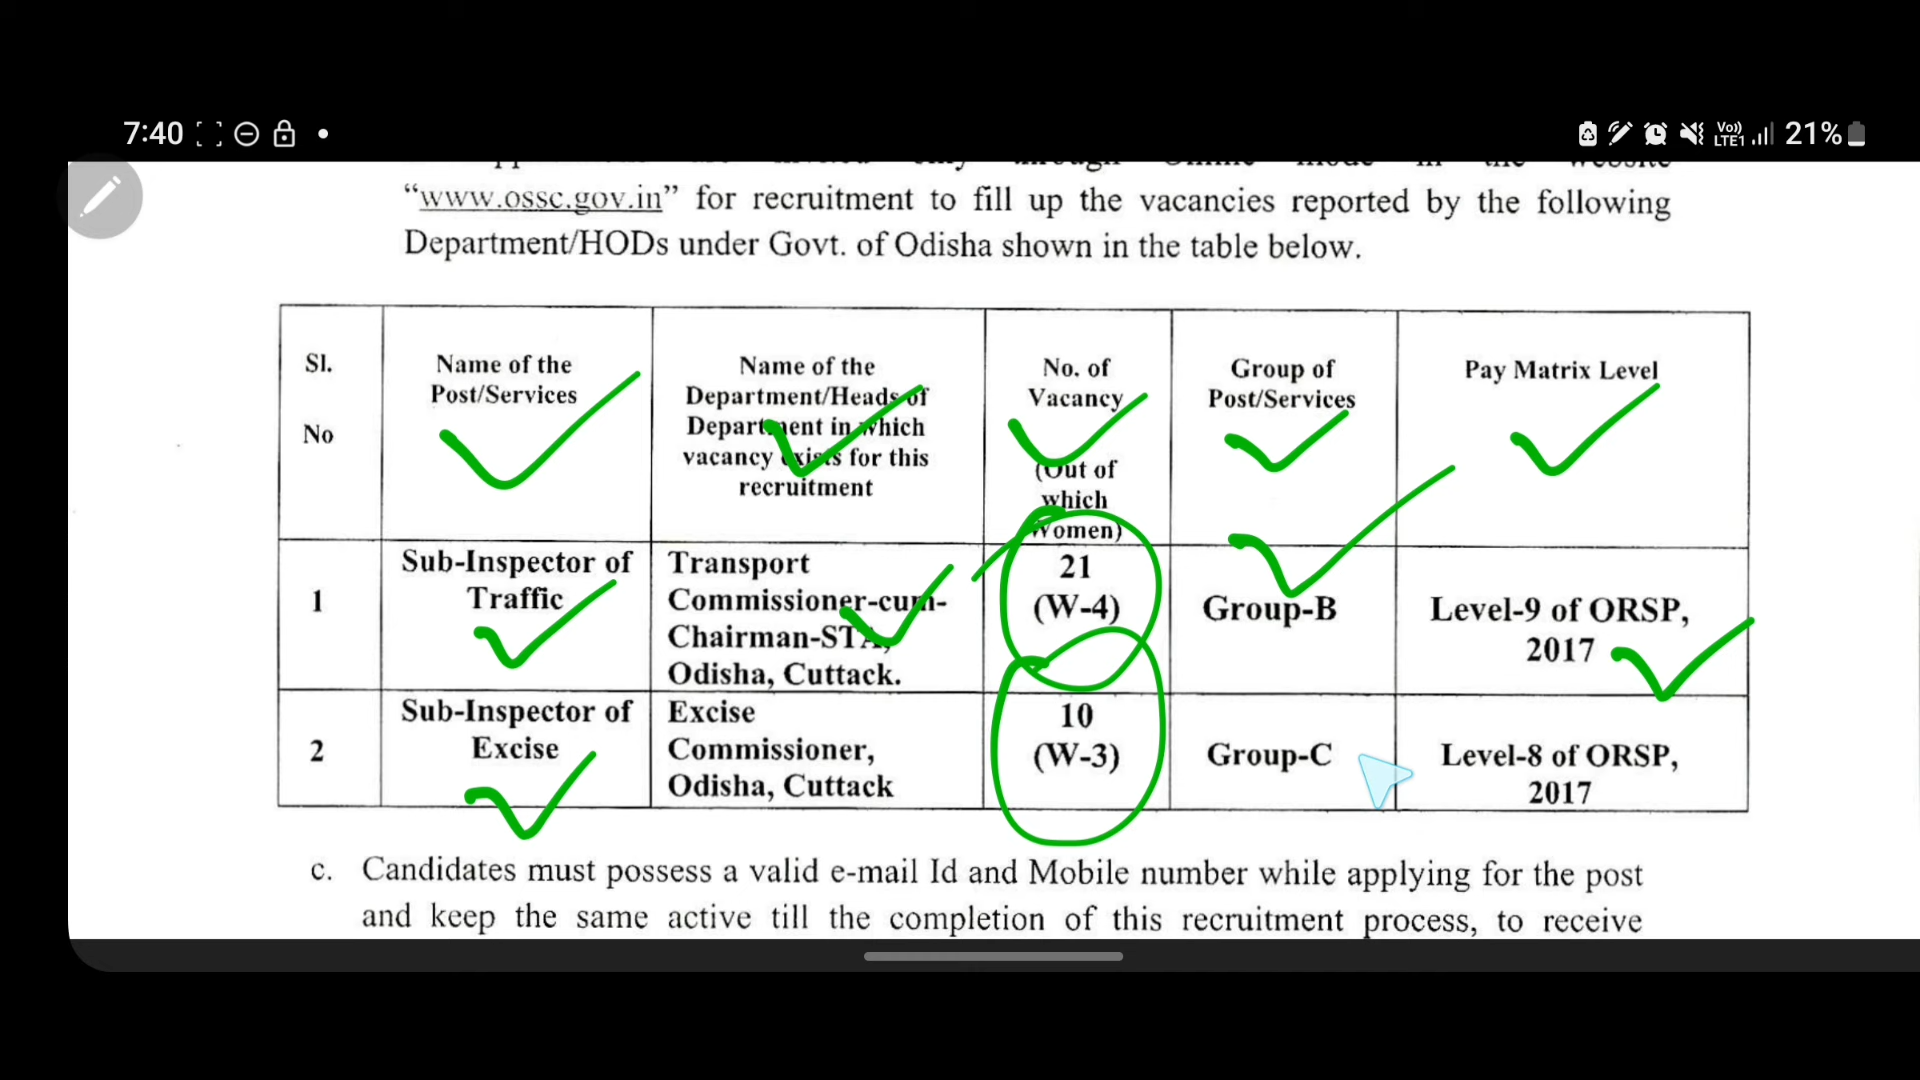 7:40
Vo)) LTE1 21%
"www.ossc.gov.in" for recruitment to fill up the vacancies reported by the following
Department/HODs under Govt. of Odisha shown in the table below.
Sl.
No
Name of the
Post/Services
Name of the
Department/Heads of
Department in which
vacancy exists for this
recruitment
No. of
Vacancy
(Out of
which
Women)
Group of
Post/Services
Pay Matrix Level
1
Sub-Inspector of
Traffic
Transport
Commissioner-cum-
Chairman-STA,
Odisha, Cuttack.
21
(W-4)
Group-B
Level-9 of ORSP,
2017
2
Sub-Inspector of
Excise
Excise
Commissioner,
Odisha, Cuttack
10
(W-3)
Group-C
Level-8 of ORSP,
2017
c. Candidates must possess a valid e-mail Id and Mobile number while applying for the post
and keep the same active till the completion of this recruitment process, to receive